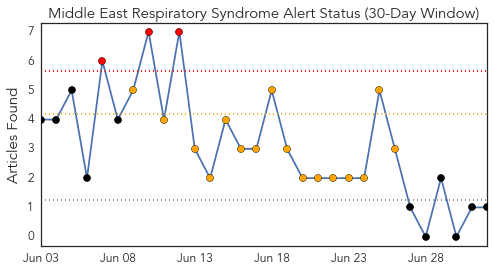 Middle East Respiratory Syndrome Alert Status (30-Day Window)
Articles Found
7
6
5
4
3
2
1
0
Jun 03 Jun 08 Jun 13 Jun 18 Jun 23 Jun 28